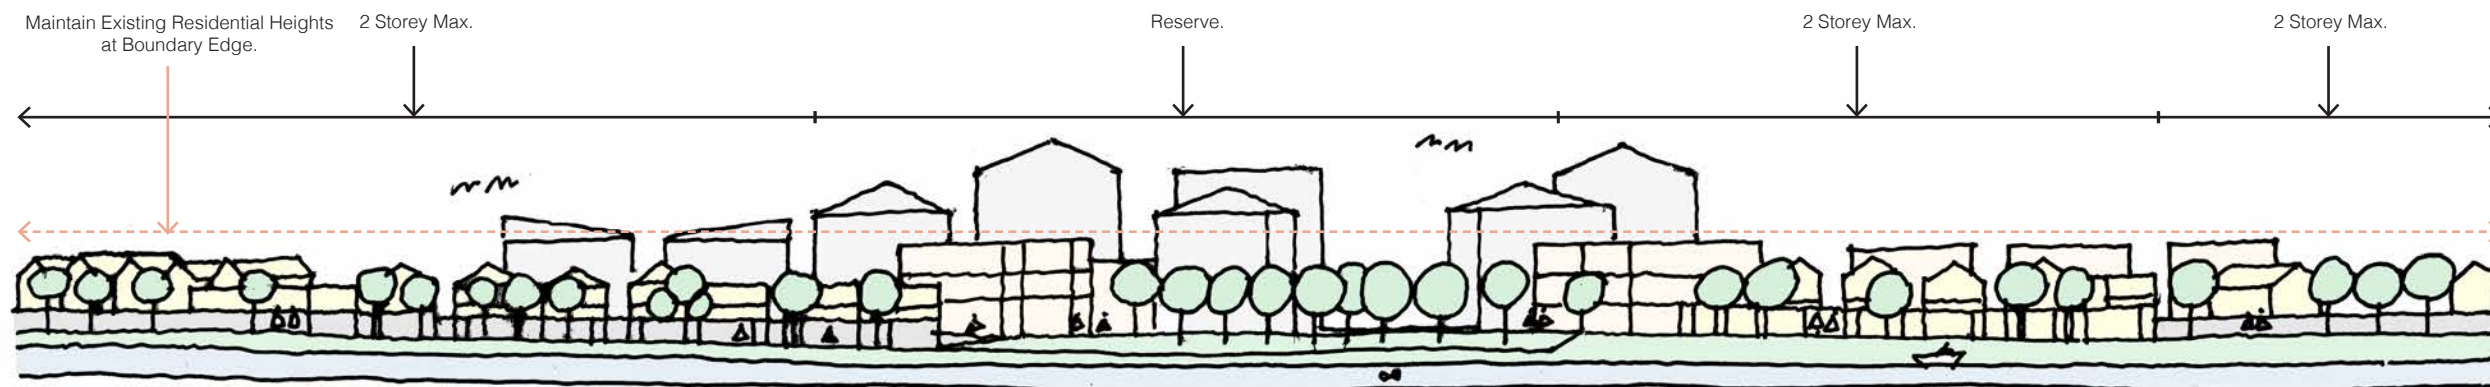 Maintain Existing Residential Heights
at Boundary Edge.
2 Storey Max.
Reserve.
2 Storey Max.
2 Storey Max.